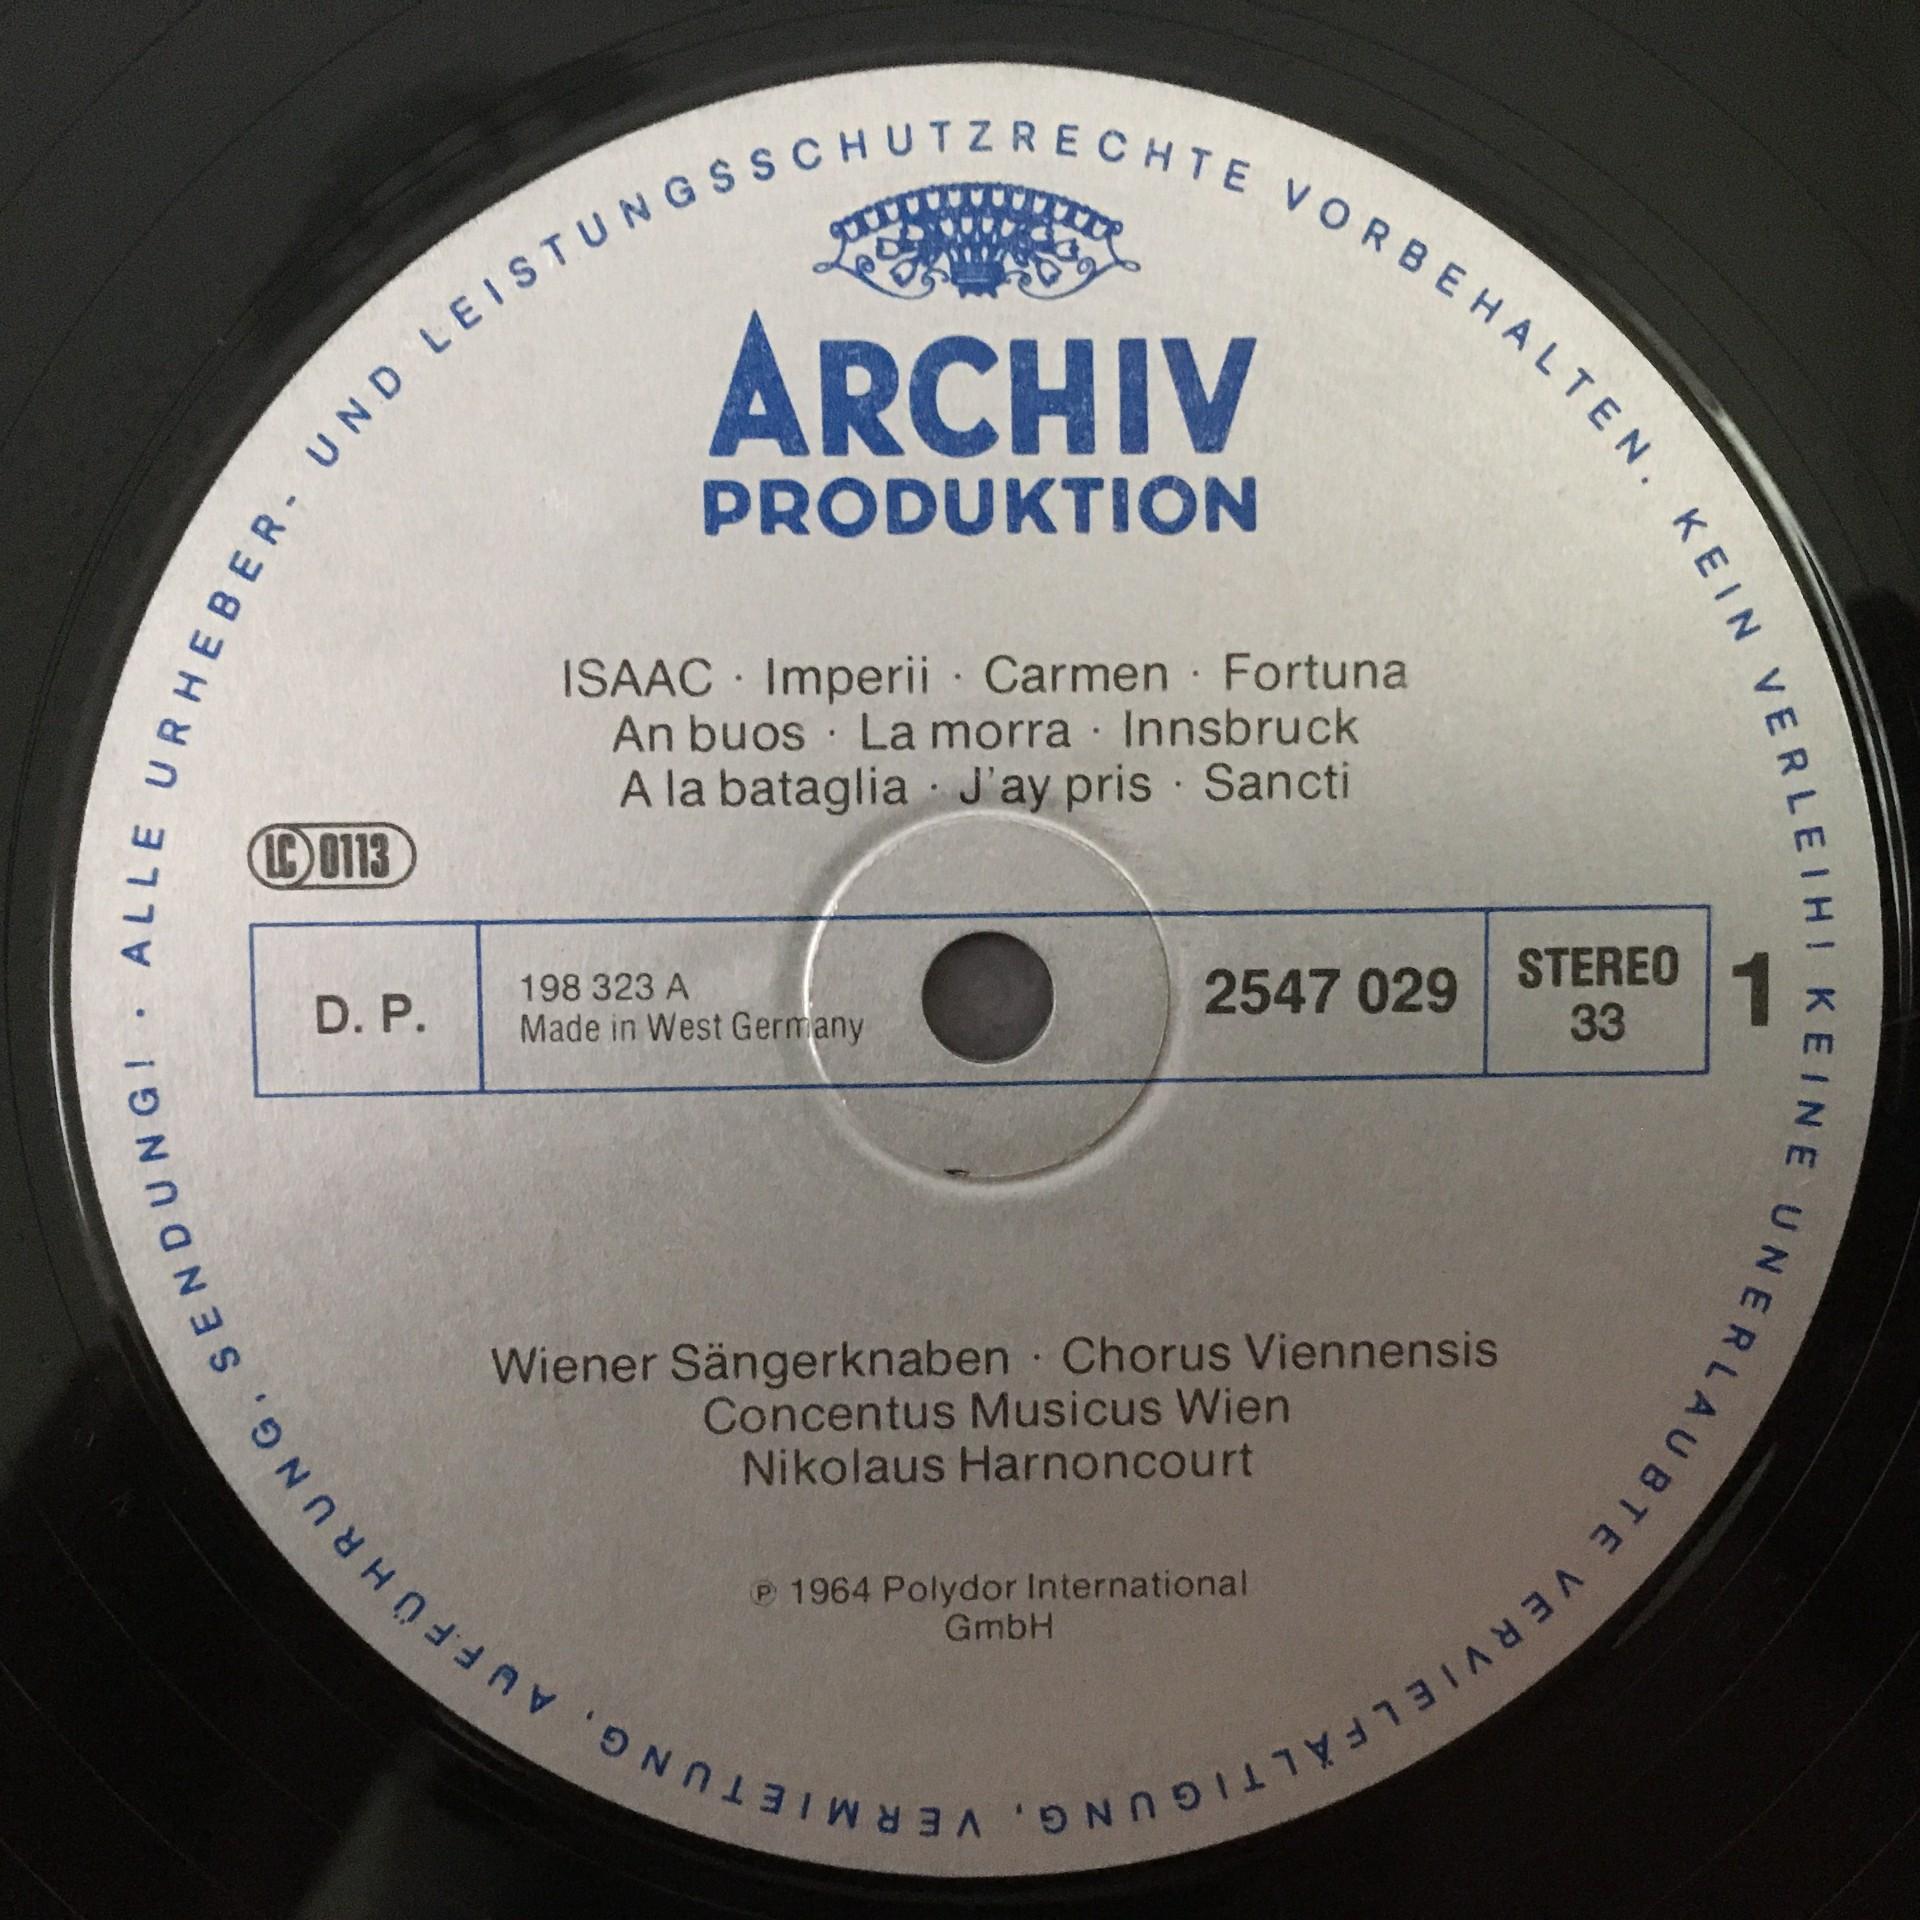 ALLE URHEBER- UND LEISTUNGSSCHUTZRECHTE VORBEHALTEN. KEIN VERLEIH! KEINE UNERLAUBTE VERVIELFÄLTIGUNG, VERMIETUNG, AUFFÜHRUNG, SENDUNG! ·
ARCHIV
PRODUKTION
ISAAC · Imperii · Carmen · Fortuna
An buos · La morra · Innsbruck
A la bataglia · J'ay pris · Sancti
LC 0113
D. P.
198 323 A
Made in West Germany
2547 029
STEREO
33
1
Wiener Sängerknaben · Chorus Viennensis
Concentus Musicus Wien
Nikolaus Harnoncourt
℗ 1964 Polydor International
GmbH